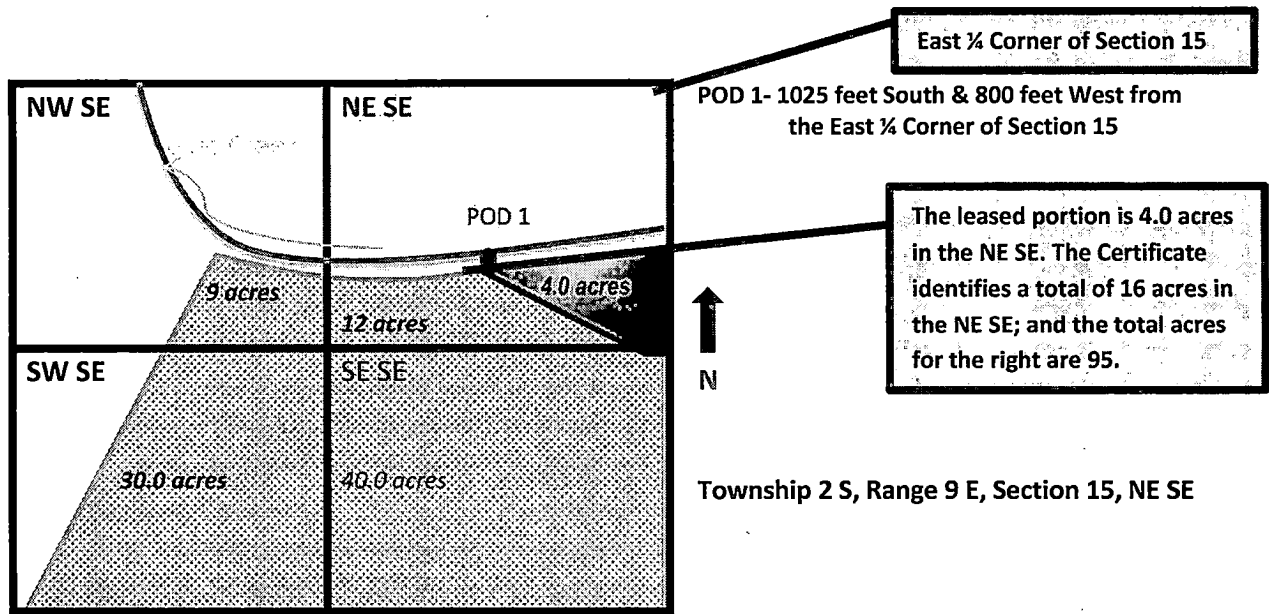 East ¼ Corner of Section 15
NW SE
NE SE
POD 1- 1025 feet South & 800 feet West from
the East ¼ Corner of Section 15
POD 1
The leased portion is 4.0 acres
in the NE SE. The Certificate
identifies a total of 16 acres in
the NE SE; and the total acres
for the right are 95.
4.0 acres
9 acres
12 acres
SW SE
SE SE
N
30.0 acres
40.0 acres
Township 2 S, Range 9 E, Section 15, NE SE